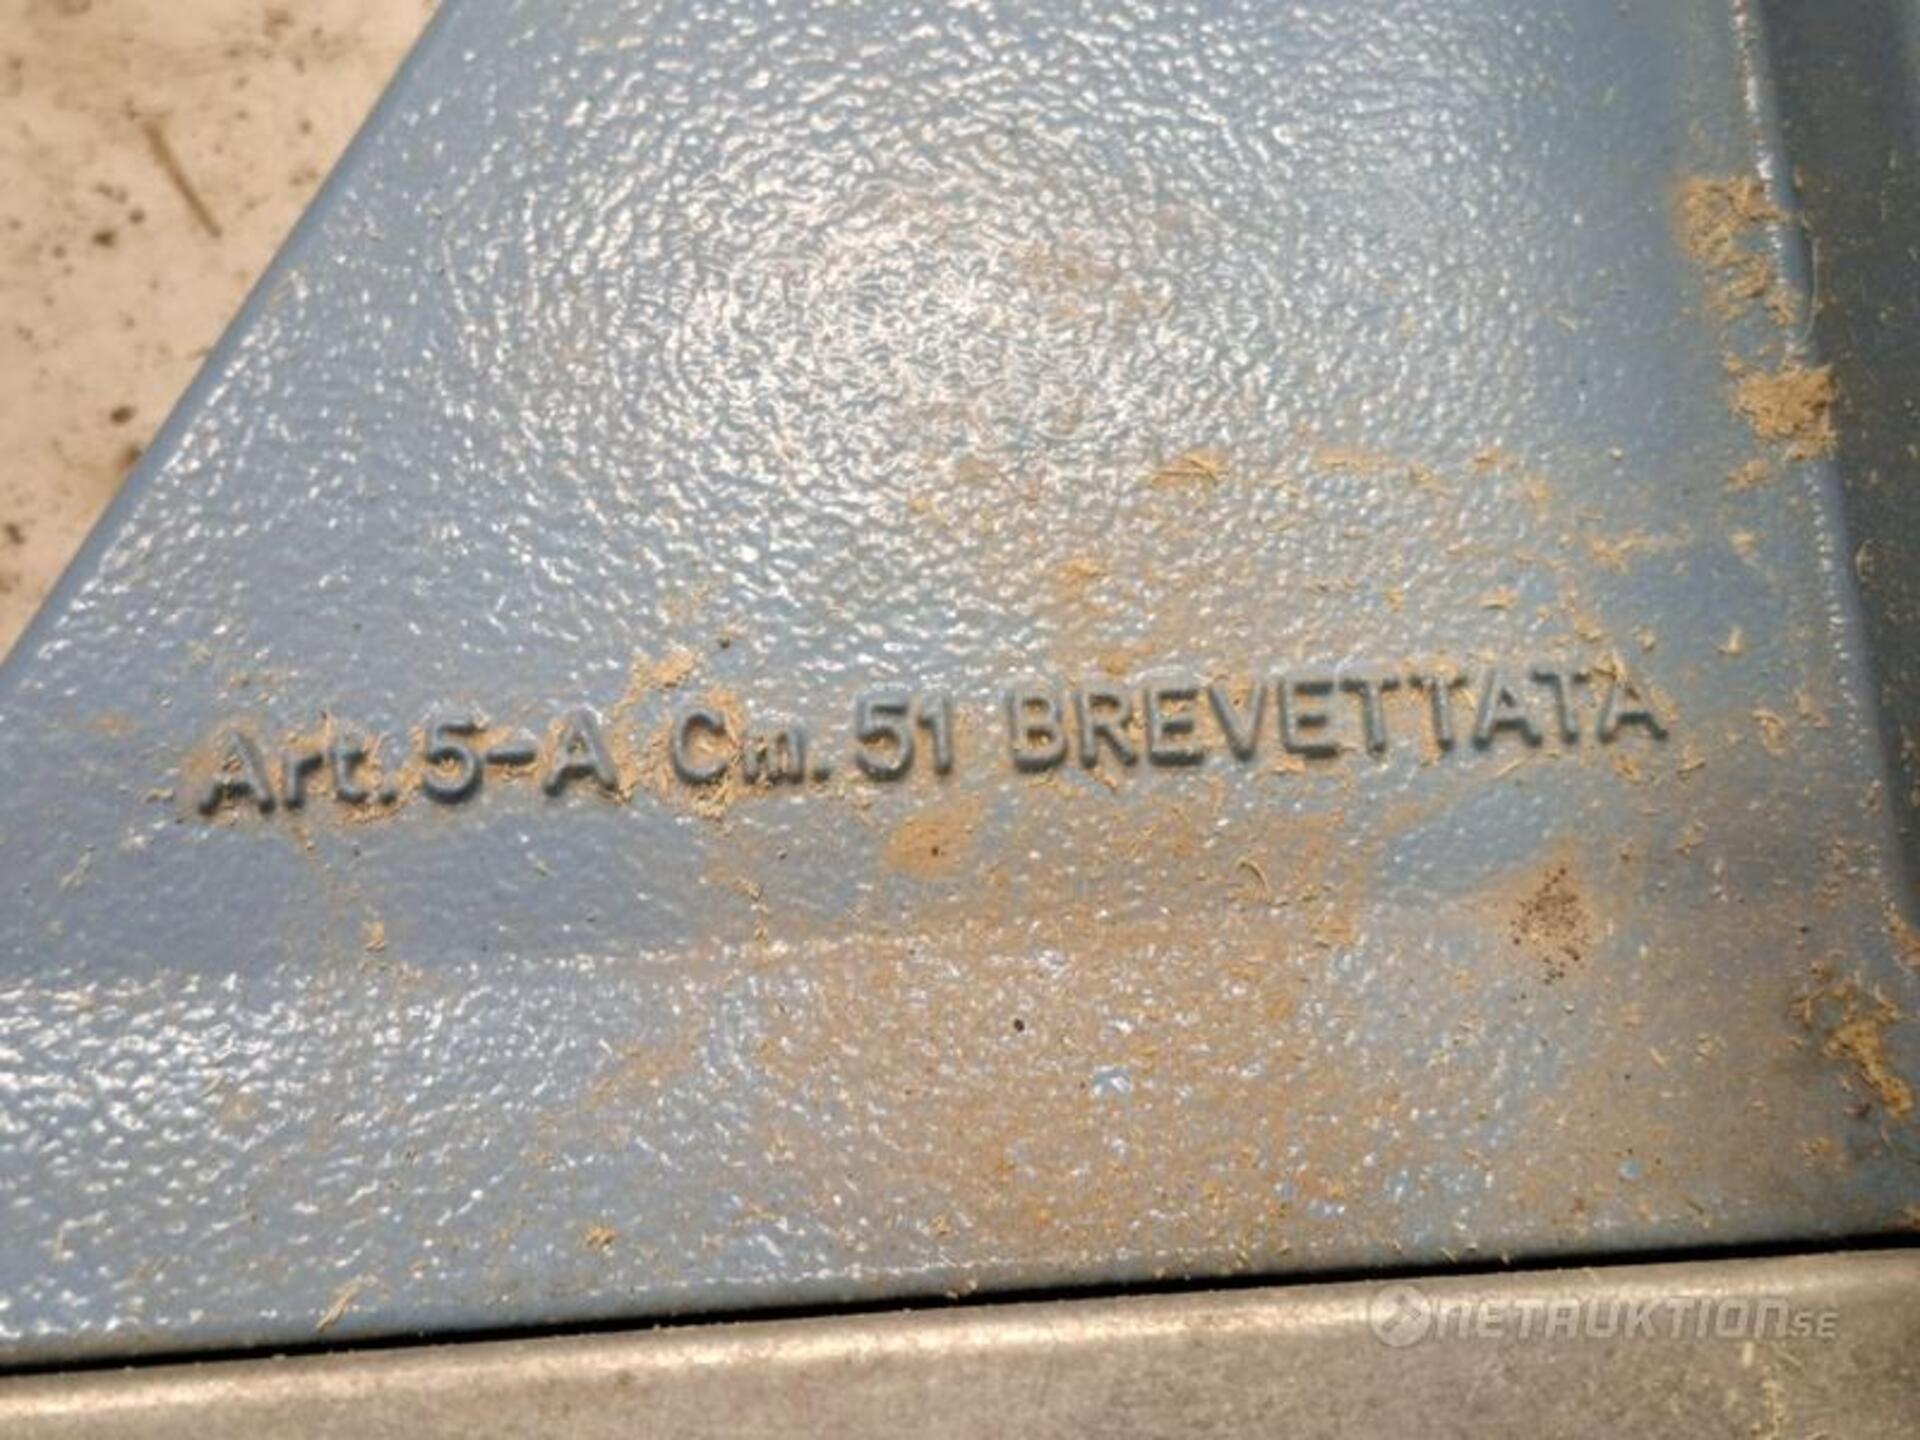 Art. 5-A Cm. 51 BREVETTATA
NETAUKTION.SE